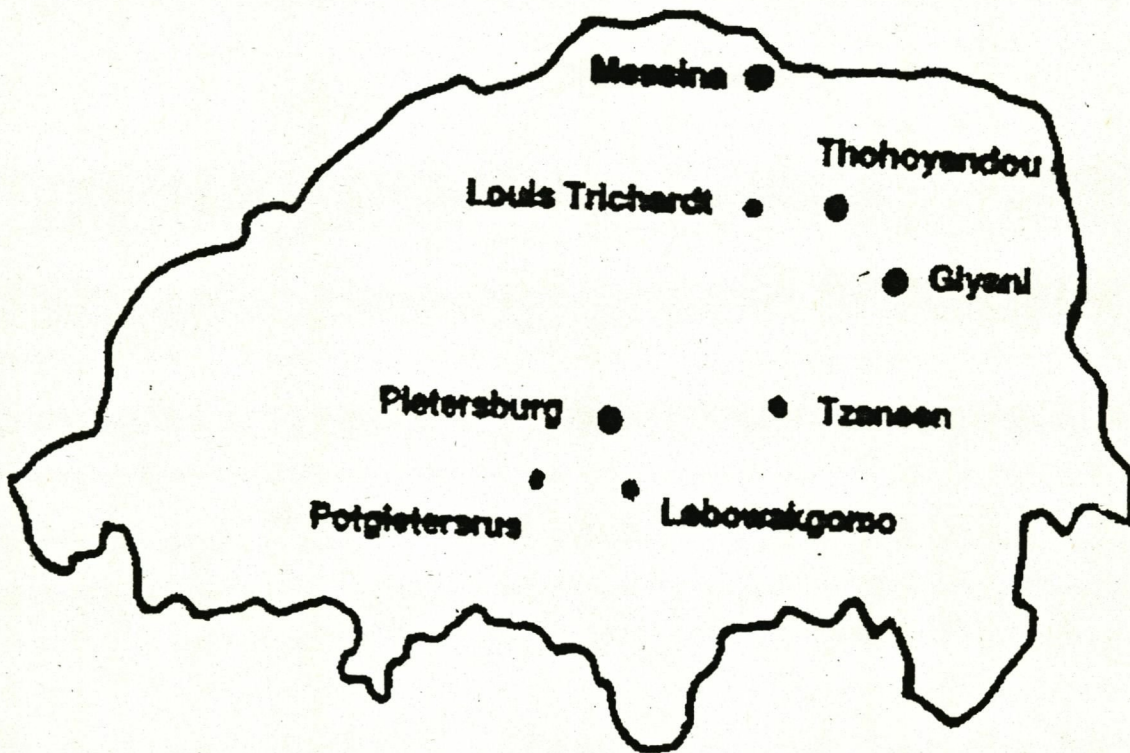 Messina
Thohoyandou
Louis Trichardt
Giyani
Pietersburg
Tzaneen
Potgietersrus
Lebowakgomo